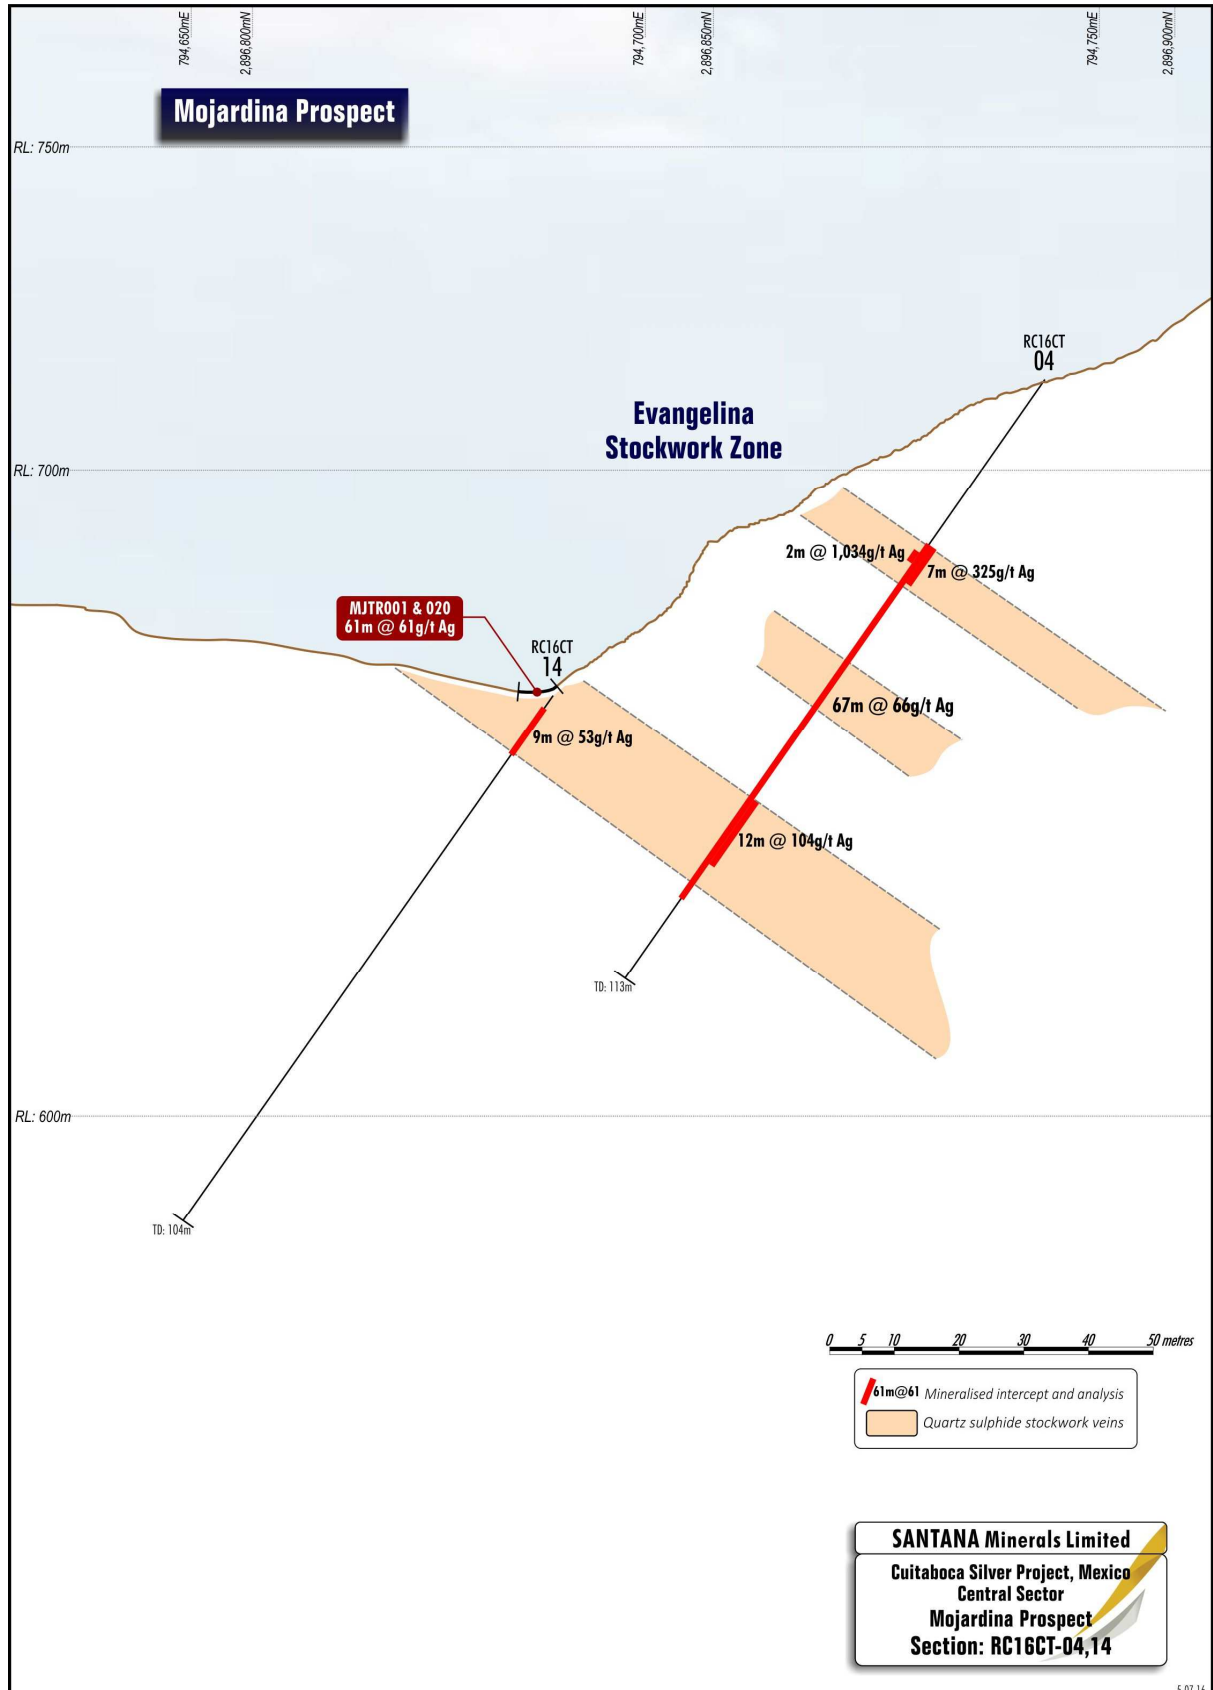 794,650mE
2,896,800mN
794,700mE
2,896,850mN
794,750mE
2,896,900mN
Mojardina Prospect
RL: 750m
RC16CT
04
Evangelina
Stockwork Zone
RL: 700m
2m @ 1,034g/t Ag
7m @ 325g/t Ag
MJTR001 & 020
61m @ 61g/t Ag
RC16CT
14
67m @ 66g/t Ag
9m @ 53g/t Ag
12m @ 104g/t Ag
TD: 113m
RL: 600m
TD: 104m
0 5 10 20 30 40 50 metres
61m@61 Mineralised intercept and analysis
Quartz sulphide stockwork veins
SANTANA Minerals Limited
Cuitaboca Silver Project, Mexico
Central Sector
Mojardina Prospect
Section: RC16CT-04,14
5.07.16